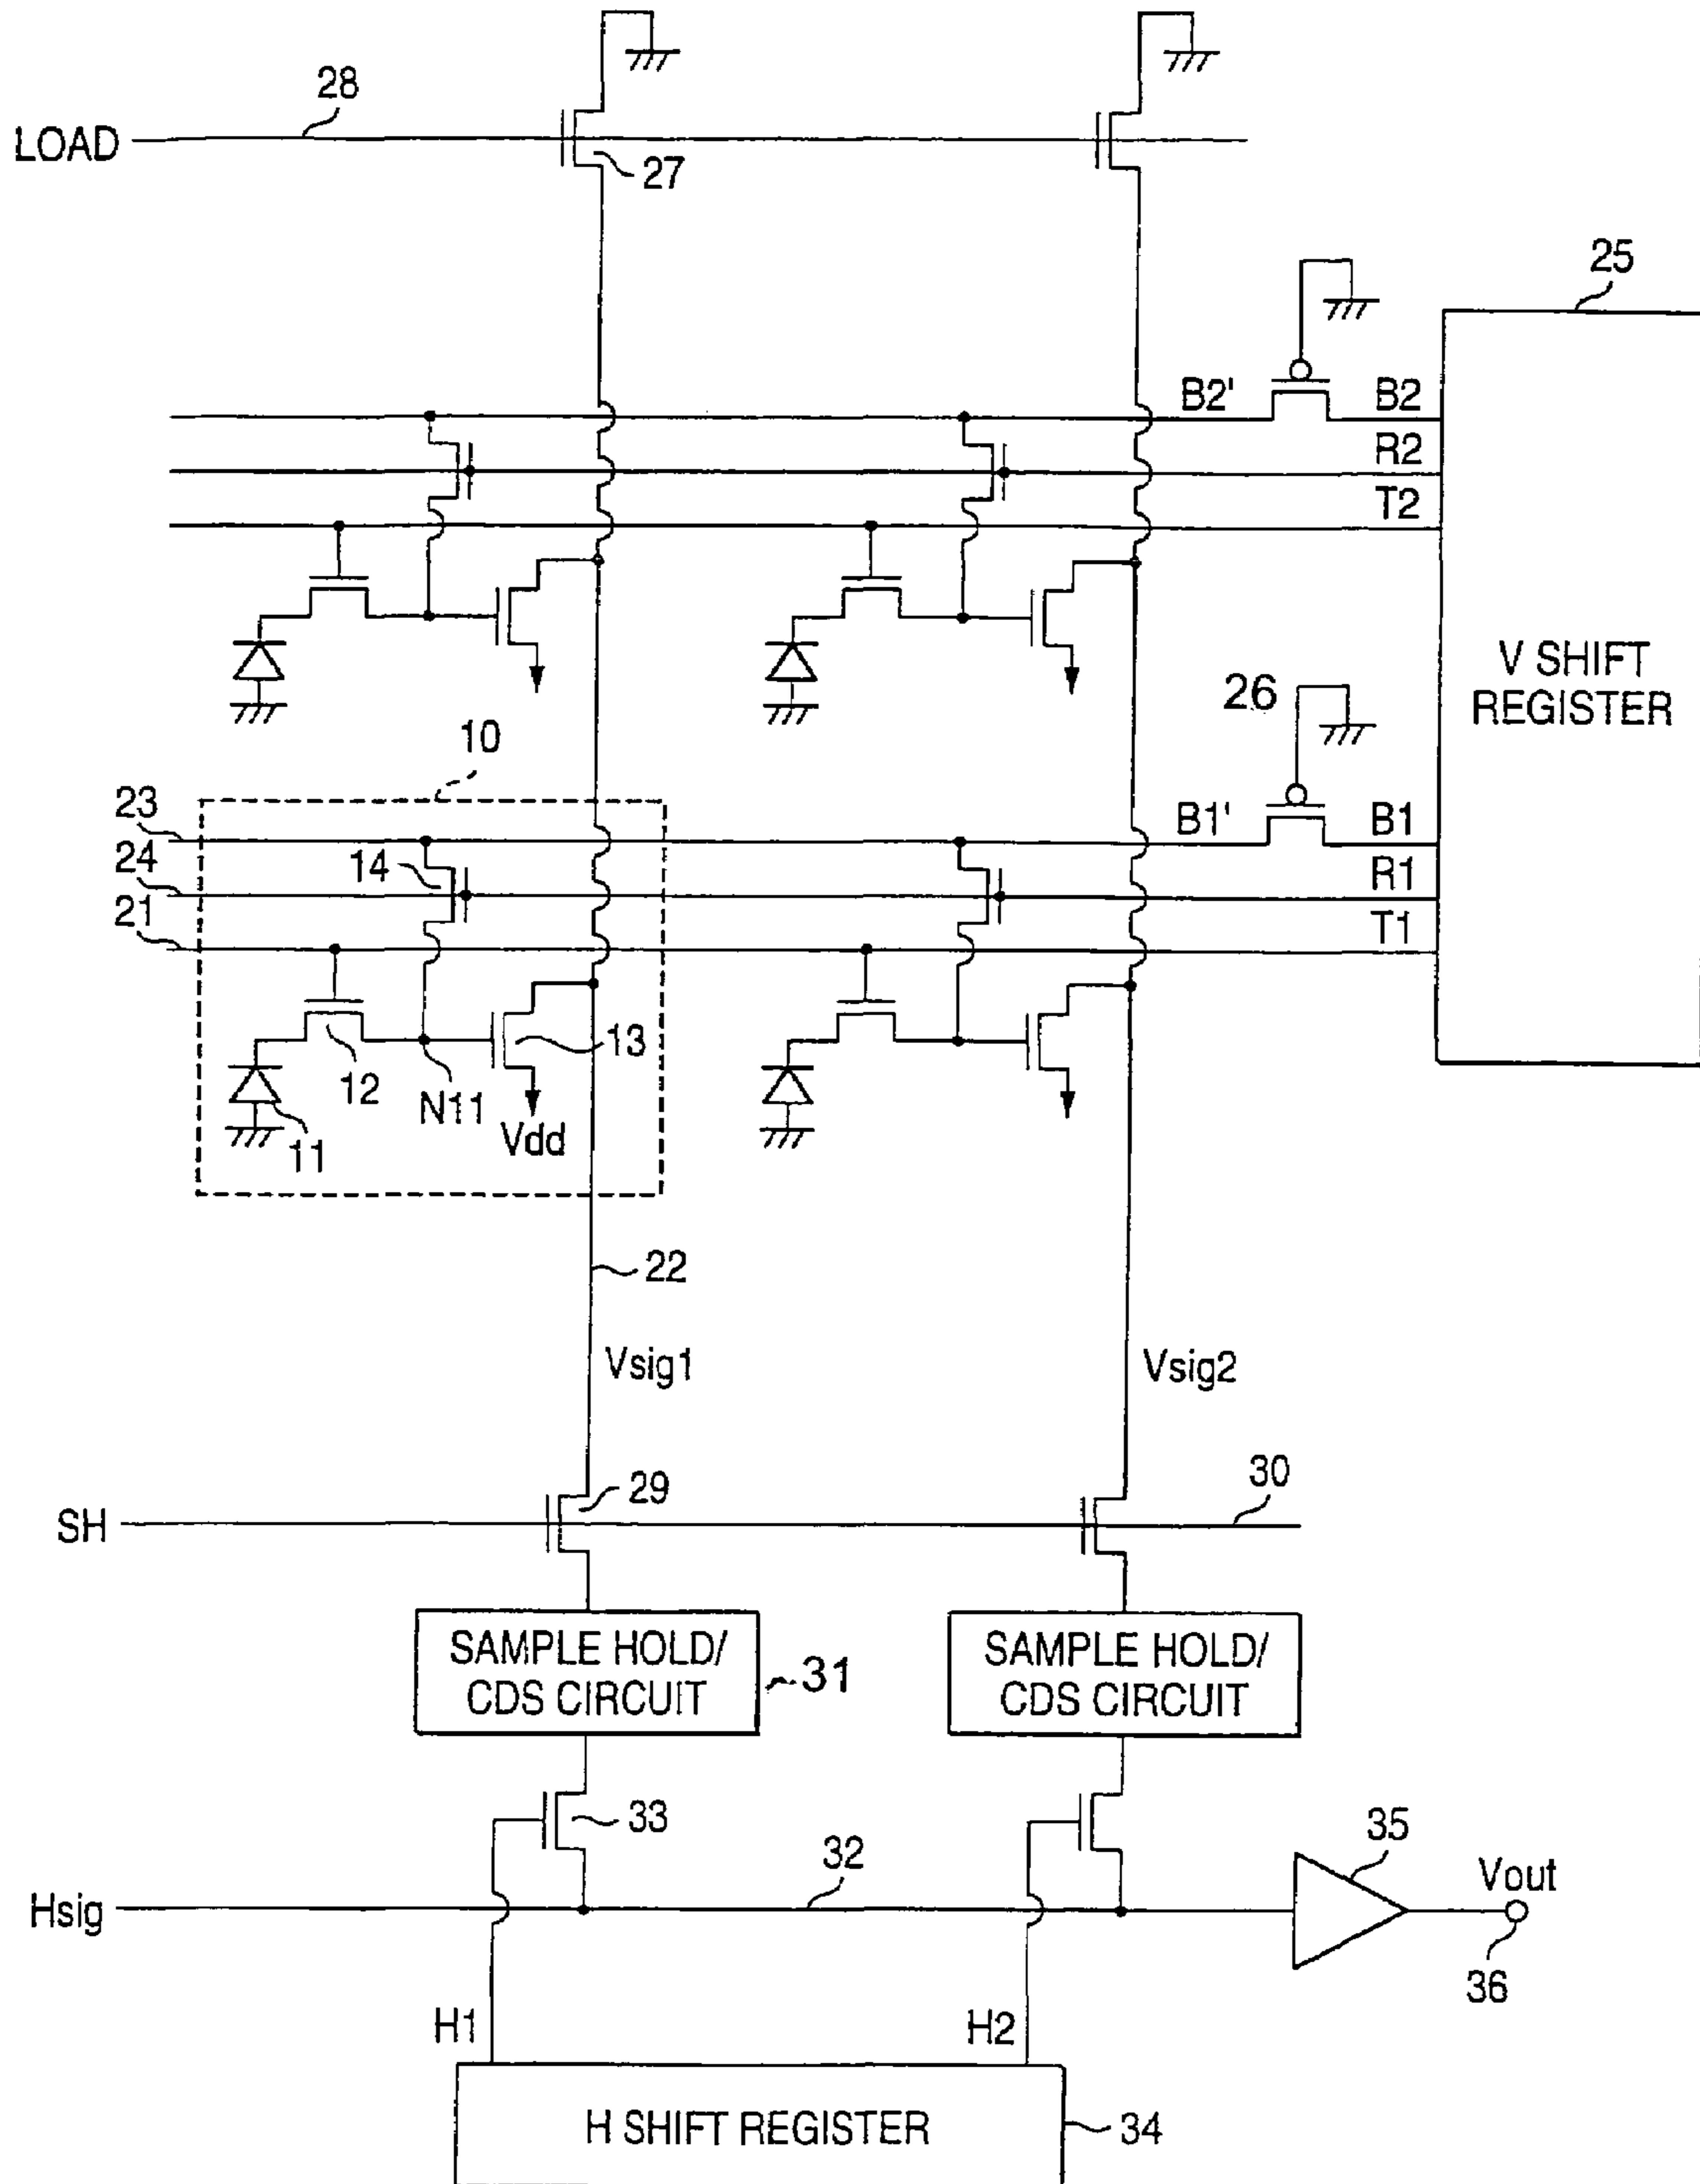 28
LOAD
27
25
B2'
B2
R2
T2
V SHIFT
REGISTER
26
10
23
B1'
B1
24
14
R1
21
T1
12
N11
13
11
Vdd
22
Vsig1
Vsig2
29
30
SH
SAMPLE HOLD/
CDS CIRCUIT
31
SAMPLE HOLD/
CDS CIRCUIT
33
35
32
Vout
Hsig
36
H1
H2
H SHIFT REGISTER
34